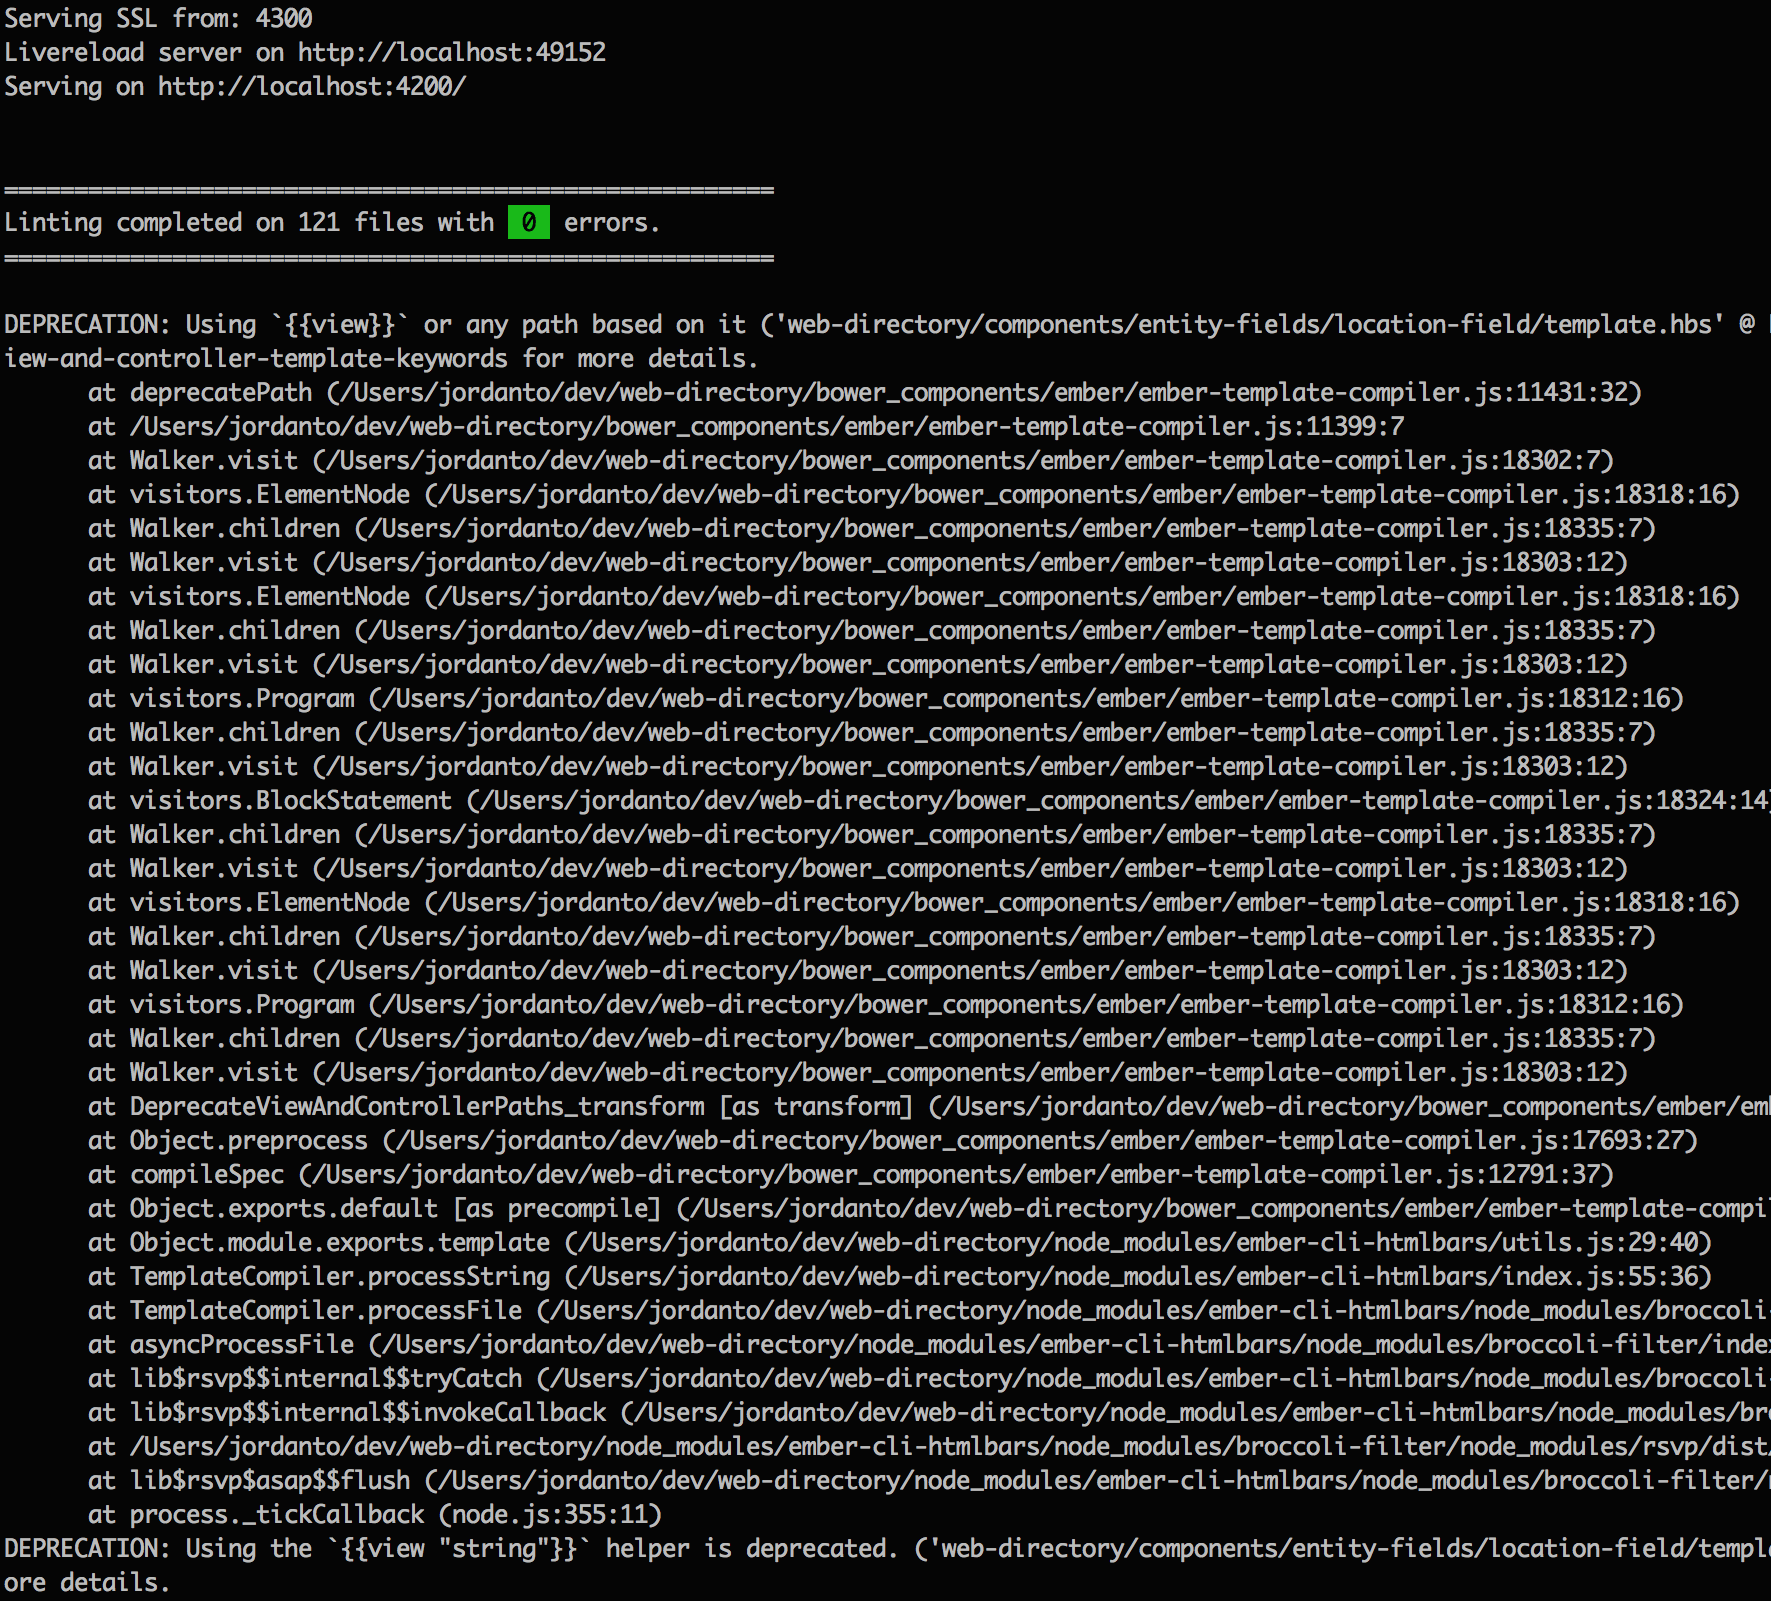 Serving SSL from: 4300
Livereload server on http://localhost:49152
Serving on http://localhost:4200/
=======================================================
Linting completed on 121 files with 0 errors.
=======================================================
DEPRECATION: Using `{{view}}` or any path based on it ('web-directory/components/entity-fields/location-field/template.hbs' @
iew-and-controller-template-keywords for more details.
at deprecatePath (/Users/jordanto/dev/web-directory/bower_components/ember/ember-template-compiler.js:11431:32)
at /Users/jordanto/dev/web-directory/bower_components/ember/ember-template-compiler.js:11399:7
at Walker.visit (/Users/jordanto/dev/web-directory/bower_components/ember/ember-template-compiler.js:18302:7)
at visitors.ElementNode (/Users/jordanto/dev/web-directory/bower_components/ember/ember-template-compiler.js:18318:16)
at Walker.children (/Users/jordanto/dev/web-directory/bower_components/ember/ember-template-compiler.js:18335:7)
at Walker.visit (/Users/jordanto/dev/web-directory/bower_components/ember/ember-template-compiler.js:18303:12)
at visitors.ElementNode (/Users/jordanto/dev/web-directory/bower_components/ember/ember-template-compiler.js:18318:16)
at Walker.children (/Users/jordanto/dev/web-directory/bower_components/ember/ember-template-compiler.js:18335:7)
at Walker.visit (/Users/jordanto/dev/web-directory/bower_components/ember/ember-template-compiler.js:18303:12)
at visitors.Program (/Users/jordanto/dev/web-directory/bower_components/ember/ember-template-compiler.js:18312:16)
at Walker.children (/Users/jordanto/dev/web-directory/bower_components/ember/ember-template-compiler.js:18335:7)
at Walker.visit (/Users/jordanto/dev/web-directory/bower_components/ember/ember-template-compiler.js:18303:12)
at visitors.BlockStatement (/Users/jordanto/dev/web-directory/bower_components/ember/ember-template-compiler.js:18324:14)
at Walker.children (/Users/jordanto/dev/web-directory/bower_components/ember/ember-template-compiler.js:18335:7)
at Walker.visit (/Users/jordanto/dev/web-directory/bower_components/ember/ember-template-compiler.js:18303:12)
at visitors.ElementNode (/Users/jordanto/dev/web-directory/bower_components/ember/ember-template-compiler.js:18318:16)
at Walker.children (/Users/jordanto/dev/web-directory/bower_components/ember/ember-template-compiler.js:18335:7)
at Walker.visit (/Users/jordanto/dev/web-directory/bower_components/ember/ember-template-compiler.js:18303:12)
at visitors.Program (/Users/jordanto/dev/web-directory/bower_components/ember/ember-template-compiler.js:18312:16)
at Walker.children (/Users/jordanto/dev/web-directory/bower_components/ember/ember-template-compiler.js:18335:7)
at Walker.visit (/Users/jordanto/dev/web-directory/bower_components/ember/ember-template-compiler.js:18303:12)
at DeprecateViewAndControllerPaths_transform [as transform] (/Users/jordanto/dev/web-directory/bower_components/ember/em
at Object.preprocess (/Users/jordanto/dev/web-directory/bower_components/ember/ember-template-compiler.js:17693:27)
at compileSpec (/Users/jordanto/dev/web-directory/bower_components/ember/ember-template-compiler.js:12791:37)
at Object.exports.default [as precompile] (/Users/jordanto/dev/web-directory/bower_components/ember/ember-template-compi
at Object.module.exports.template (/Users/jordanto/dev/web-directory/node_modules/ember-cli-htmlbars/utils.js:29:40)
at TemplateCompiler.processString (/Users/jordanto/dev/web-directory/node_modules/ember-cli-htmlbars/index.js:55:36)
at TemplateCompiler.processFile (/Users/jordanto/dev/web-directory/node_modules/ember-cli-htmlbars/node_modules/broccoli-
at asyncProcessFile (/Users/jordanto/dev/web-directory/node_modules/ember-cli-htmlbars/node_modules/broccoli-filter/index
at lib$rsvp$$internal$$tryCatch (/Users/jordanto/dev/web-directory/node_modules/ember-cli-htmlbars/node_modules/broccoli-
at lib$rsvp$$internal$$invokeCallback (/Users/jordanto/dev/web-directory/node_modules/ember-cli-htmlbars/node_modules/bro
at /Users/jordanto/dev/web-directory/node_modules/ember-cli-htmlbars/node_modules/broccoli-filter/node_modules/rsvp/dist/
at lib$rsvp$asap$$flush (/Users/jordanto/dev/web-directory/node_modules/ember-cli-htmlbars/node_modules/broccoli-filter/
at process._tickCallback (node.js:355:11)
DEPRECATION: Using the `{{view "string"}}` helper is deprecated. ('web-directory/components/entity-fields/location-field/templa
ore details.